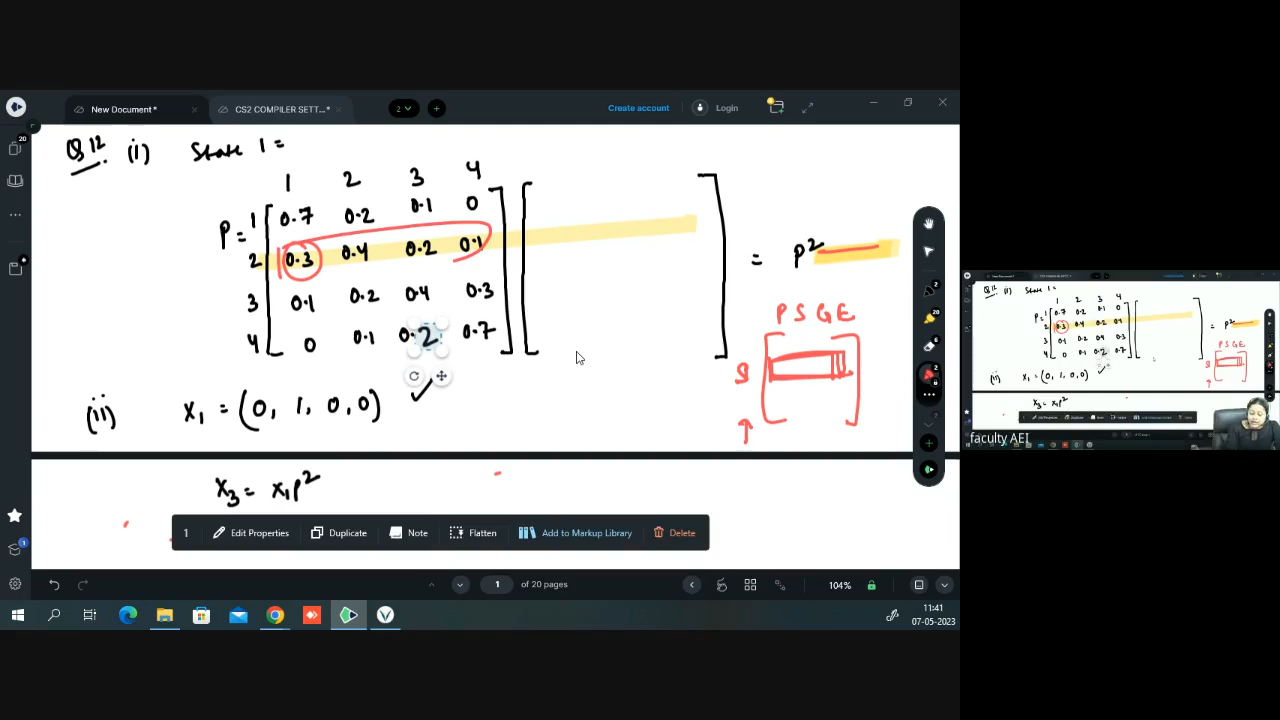 New Document*
CS2 COMPILER SETT...*
2
Create account
Login
20
Q12 (i) State 1 =
1 2 3 4
P = 1 0.7 0.2 0.1 0
2 0.3 0.4 0.2 0.1
3 0.1 0.2 0.4 0.3
4 0 0.1 0.2 0.7
= P²
P S G E
S
(ii) x₁ = (0, 1, 0, 0)
x₃ = x₁P²
1 Edit Properties Duplicate Note Flatten Add to Markup Library Delete
1 of 20 pages
104%
11:41
07-05-2023
faculty AEI